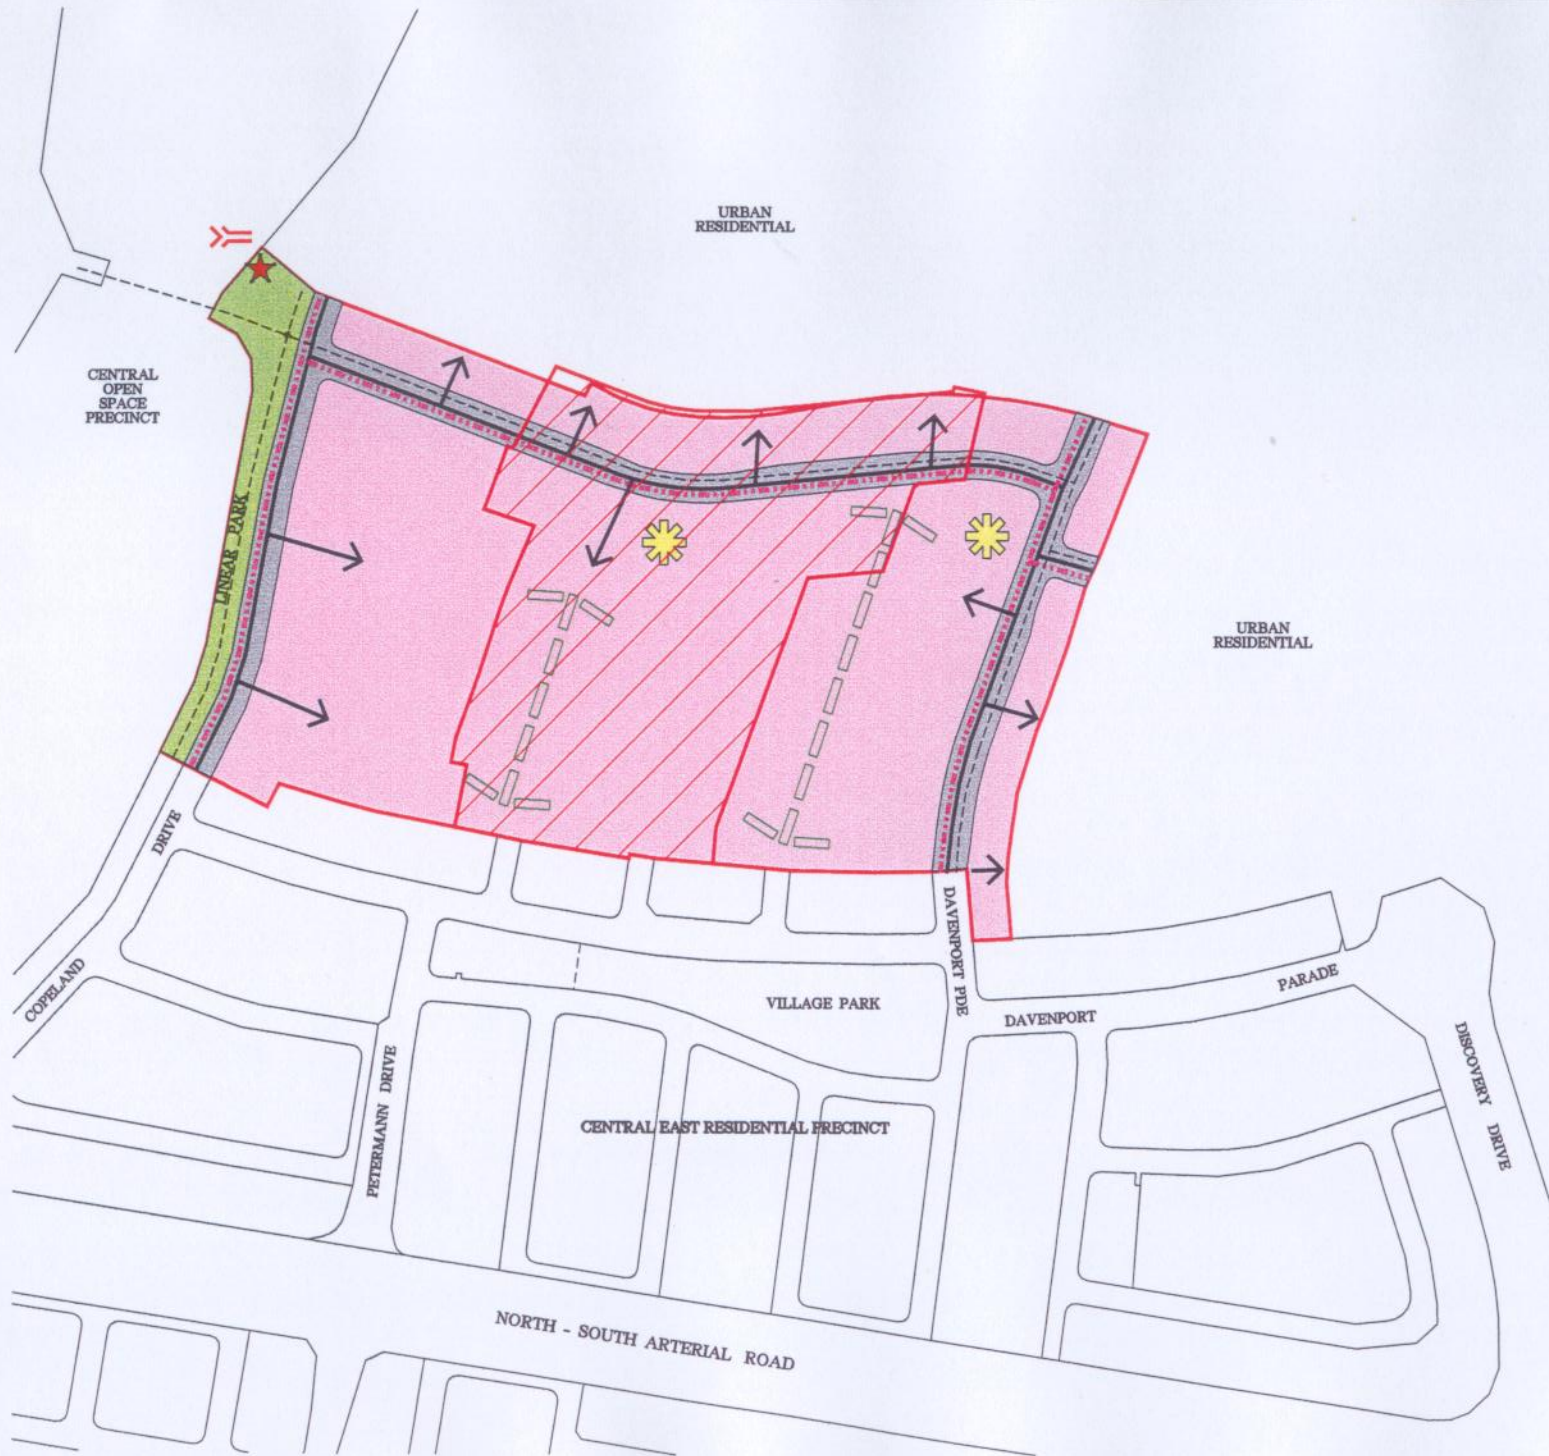 URBAN
RESIDENTIAL
CENTRAL
OPEN
SPACE
PRECINCT
LINEAR PARK
URBAN
RESIDENTIAL
DRIVE
COPELAND
DAVENPORT PDE
VILLAGE PARK
DAVENPORT
PARADE
DISCOVERY DRIVE
PETERMANN DRIVE
CENTRAL EAST RESIDENTIAL PRECINCT
NORTH - SOUTH ARTERIAL ROAD